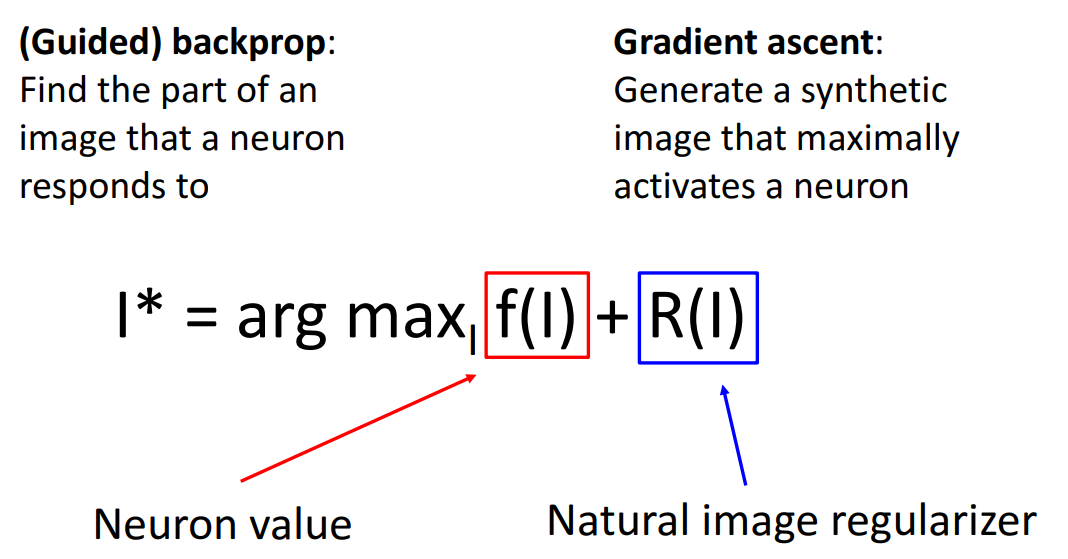 (Guided) backprop:
Find the part of an
image that a neuron
responds to
Gradient ascent:
Generate a synthetic
image that maximally
activates a neuron
I* = arg max_I f(I) + R(I)
Neuron value
Natural image regularizer